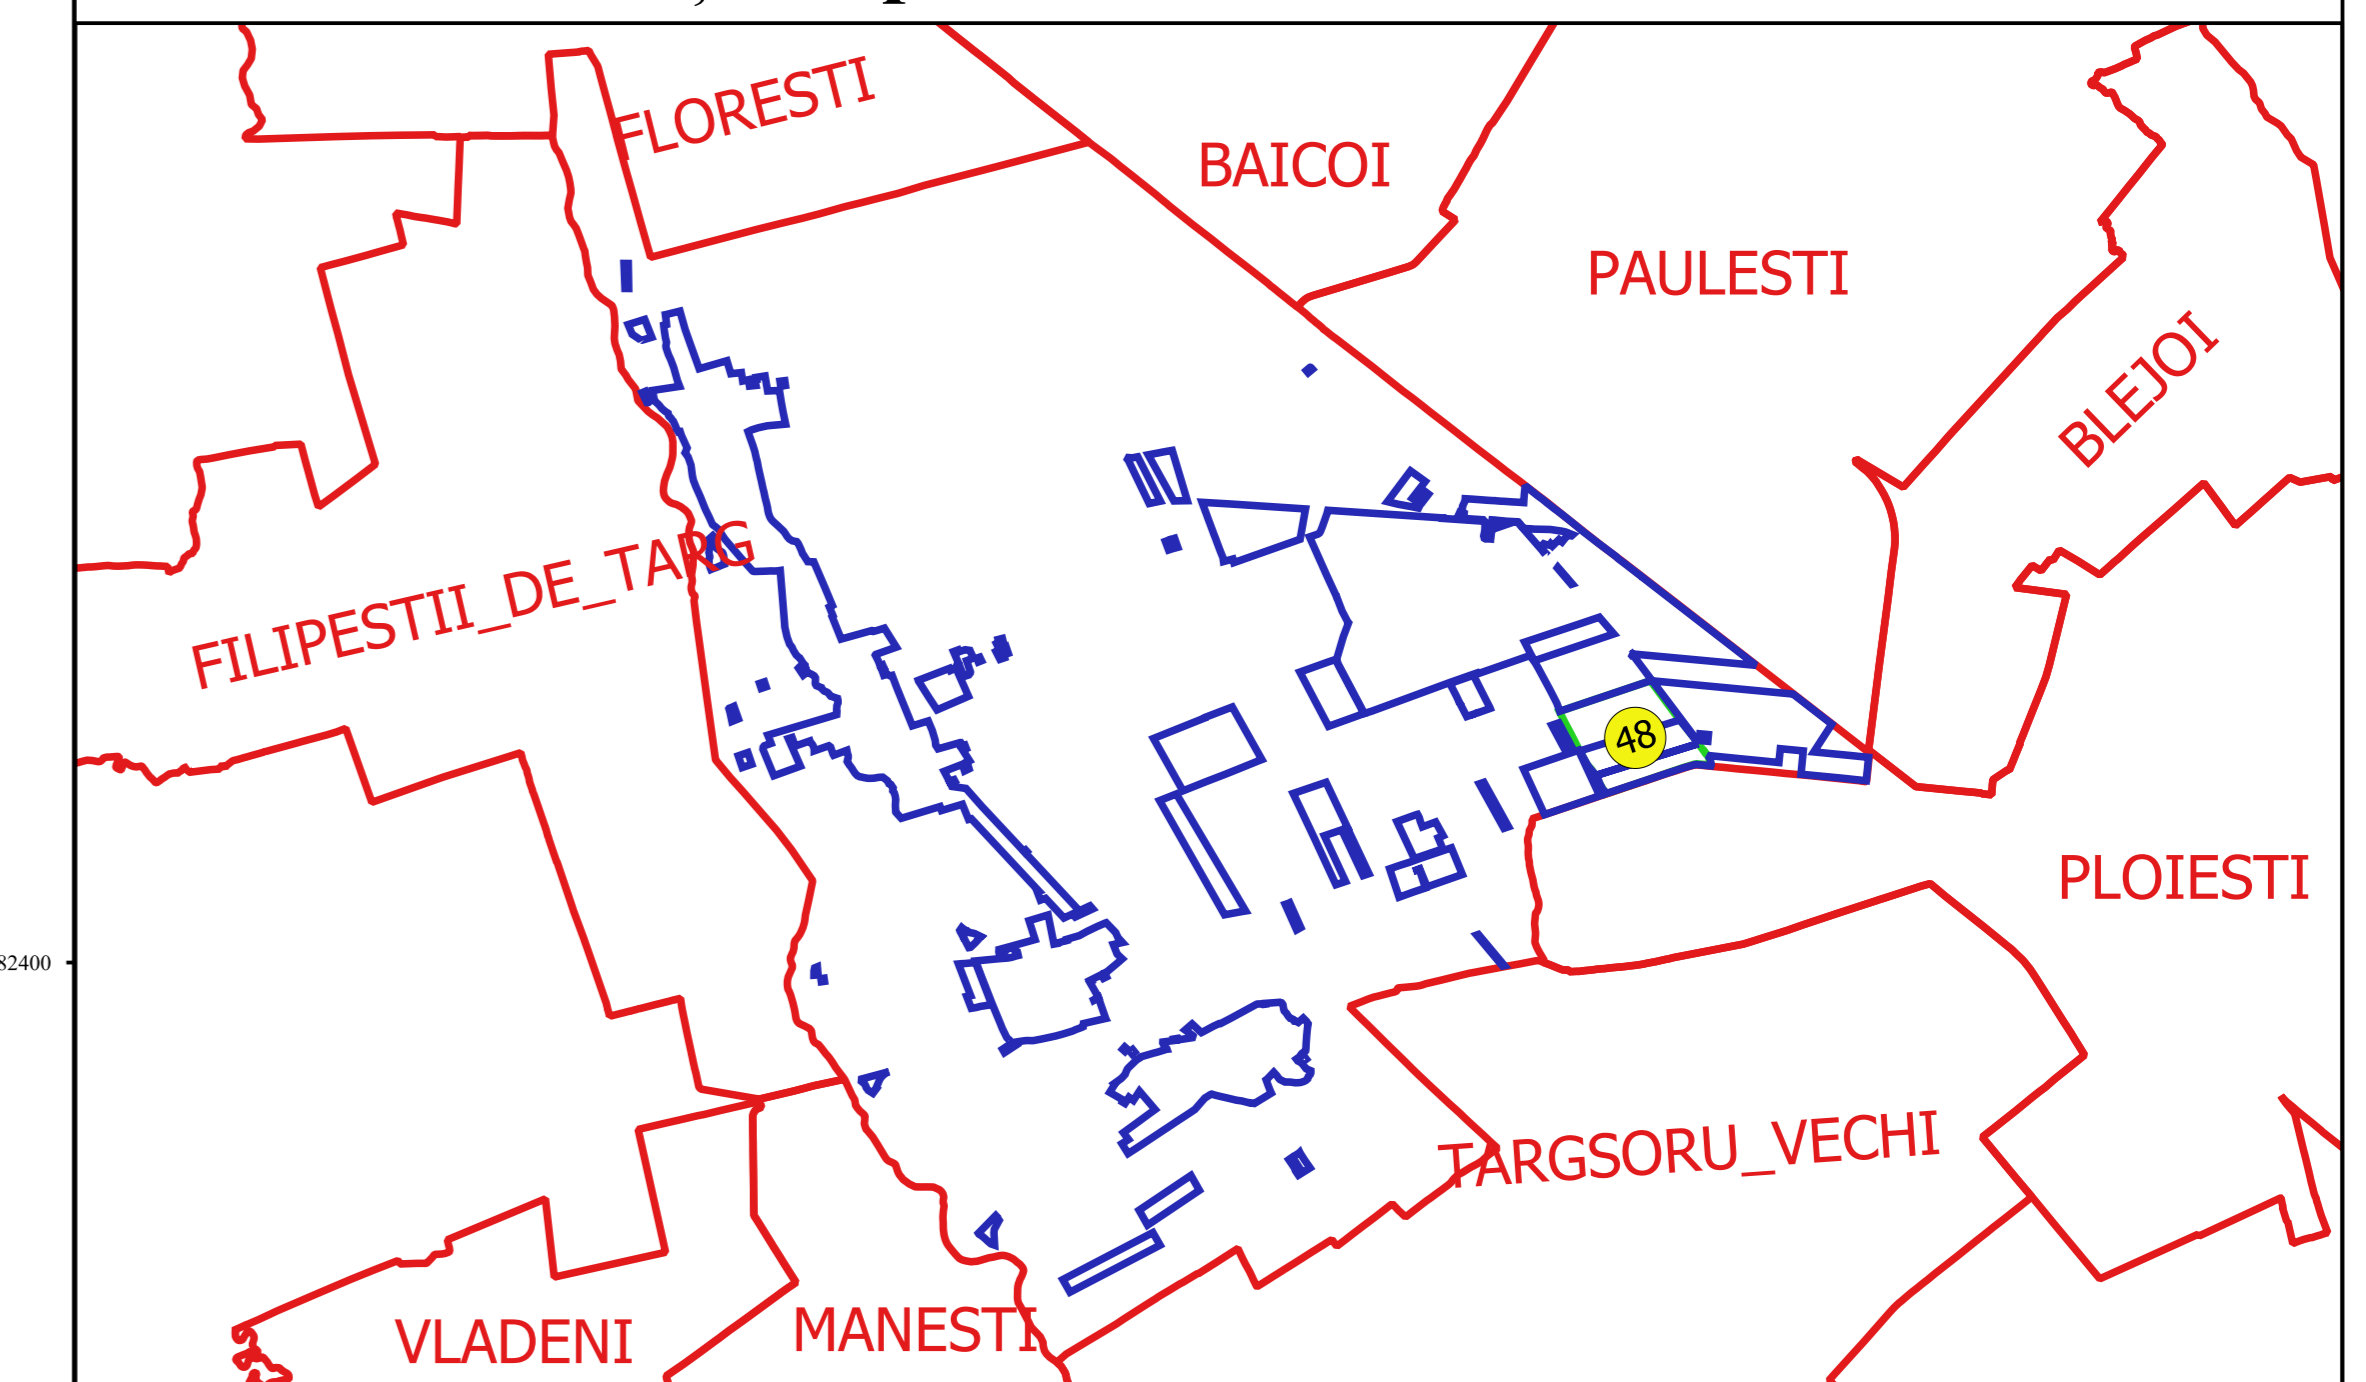 FLORESTI
BAICOI
PAULESTI
BLEJOI
FILIPESTII_DE_TARG
48
PLOIESTI
82400
TARGSORU_VECHI
MANESTI
VLADENI